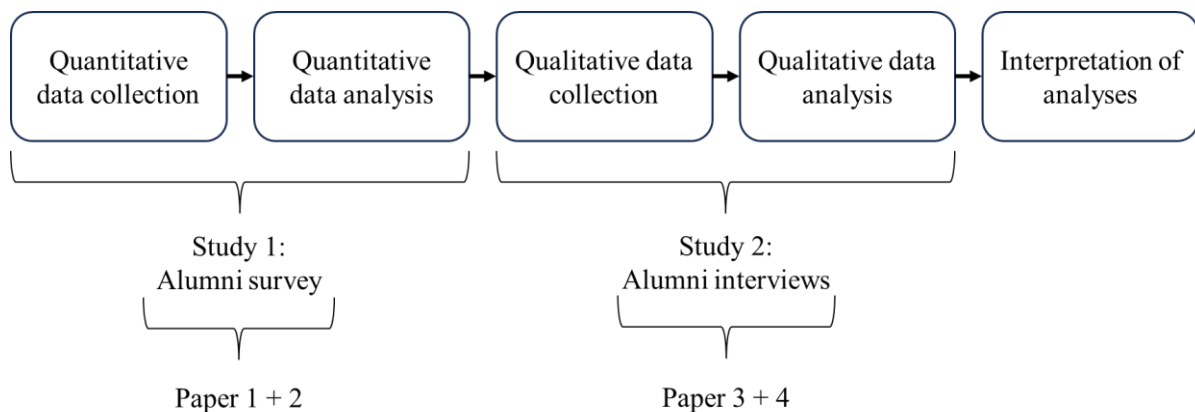 Quantitative
data collection
Quantitative
data analysis
Qualitative data
collection
Qualitative data
analysis
Interpretation of
analyses
Study 1:
Alumni survey
Study 2:
Alumni interviews
Paper 1 + 2
Paper 3 + 4